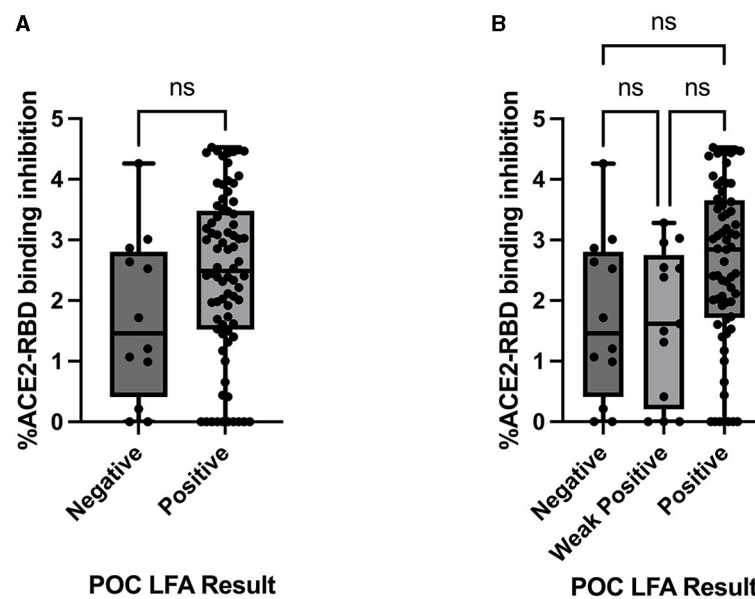 A
ns
%ACE2-RBD binding inhibition
5
4
3
2
1
0
Negative
Positive
POC LFA Result
B
ns
ns
ns
%ACE2-RBD binding inhibition
5
4
3
2
1
0
Negative
Weak Positive
Positive
POC LFA Result